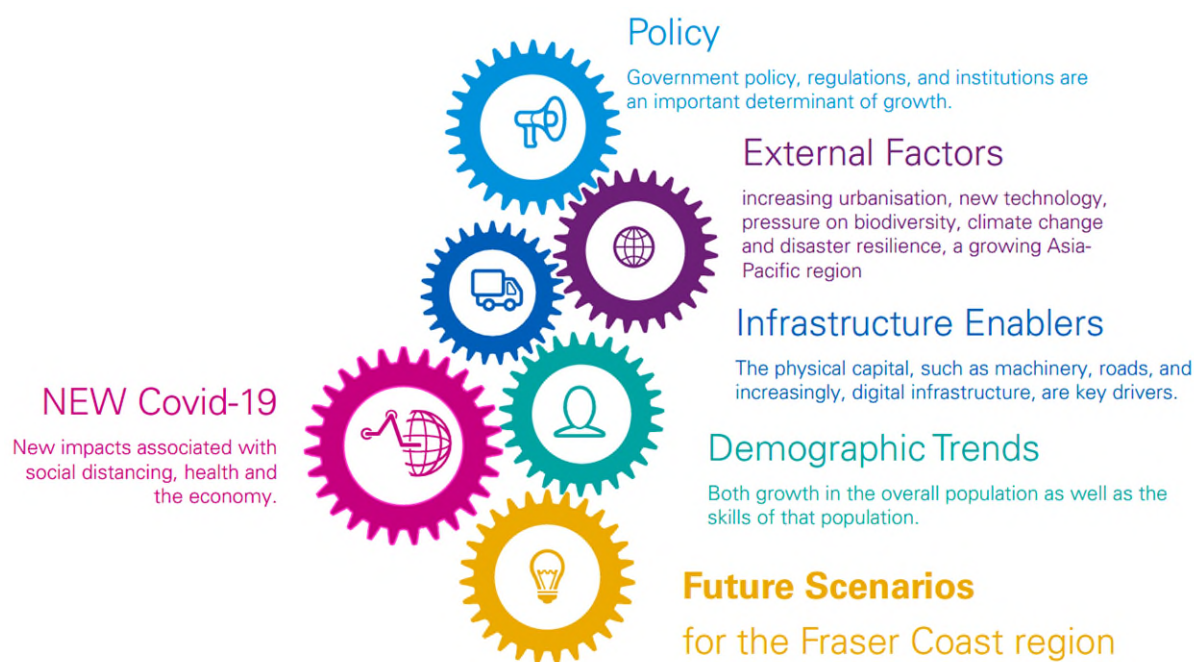 Policy
Government policy, regulations, and institutions are
an important determinant of growth.
External Factors
increasing urbanisation, new technology,
pressure on biodiversity, climate change
and disaster resilience, a growing Asia-
Pacific region
Infrastructure Enablers
The physical capital, such as machinery, roads, and
increasingly, digital infrastructure, are key drivers.
NEW Covid-19
New impacts associated with
social distancing, health and
the economy.
Demographic Trends
Both growth in the overall population as well as the
skills of that population.
Future Scenarios
for the Fraser Coast region